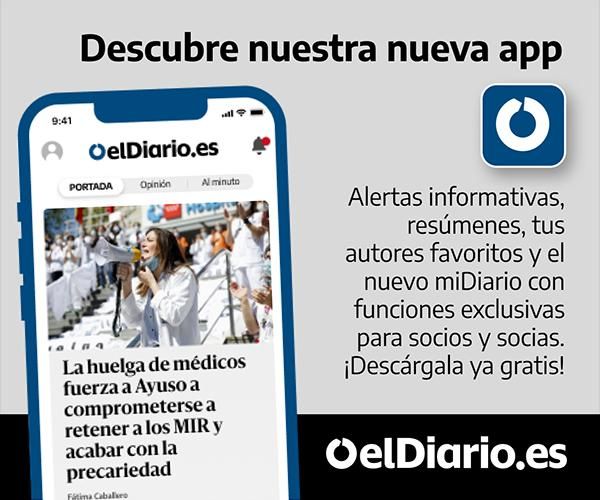 Descubre nuestra nueva app
9:41
elDiario.es
PORTADA
Opinión
Al minuto
Hospital
La huelga de médicos
fuerza a Ayuso a
comprometerse a
retener a los MIR y
acabar con la
precariedad
Fátima Caballero
Alertas informativas,
resúmenes, tus
autores favoritos y el
nuevo miDiario con
funciones exclusivas
para socios y socias.
¡Descárgala ya gratis!
elDiario.es